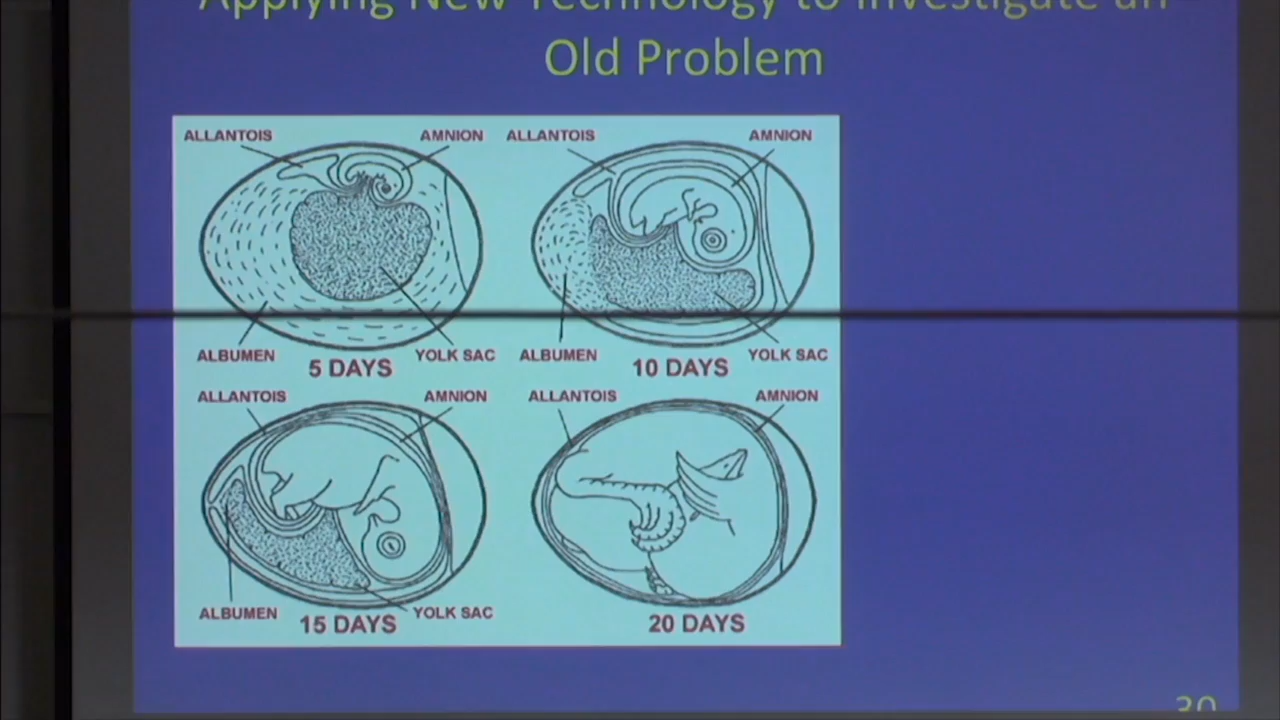 Applying New Technology to Investigate an
Old Problem
ALLANTOIS AMNION ALLANTOIS AMNION
ALBUMEN YOLK SAC ALBUMEN YOLK SAC
5 DAYS 10 DAYS
ALLANTOIS AMNION ALLANTOIS AMNION
ALBUMEN YOLK SAC
15 DAYS 20 DAYS
30